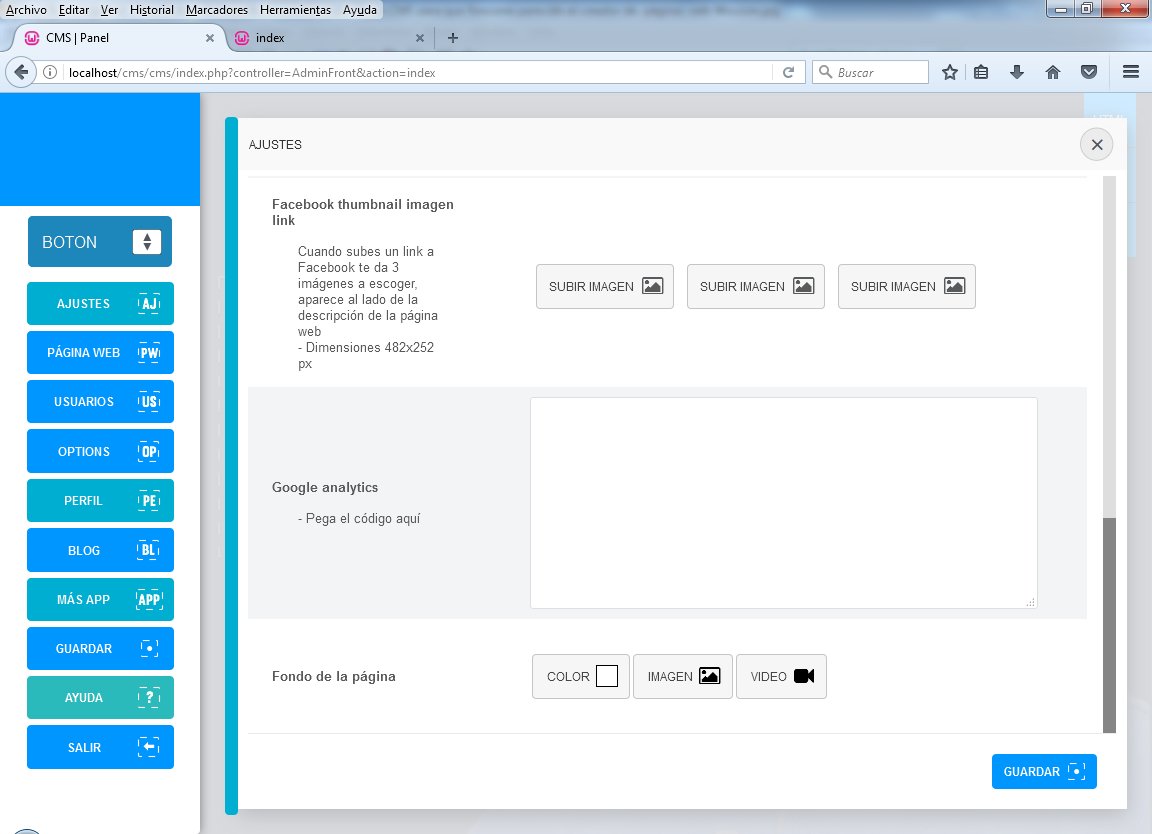 Archivo Editar Ver Historial Marcadores Herramientas Ayuda
CMS | Panel
index
localhost/cms/cms/index.php?controller=AdminFront&action=index
Buscar
BOTON
AJUSTES AJ
PÁGINA WEB PW
USUARIOS US
OPTIONS OP
PERFIL PE
BLOG BL
MÁS APP APP
GUARDAR
AYUDA ?
SALIR
AJUSTES
Facebook thumbnail imagen
link
Cuando subes un link a
Facebook te da 3
imágenes a escoger,
aparece al lado de la
descripción de la página
web
- Dimensiones 482x252
px
SUBIR IMAGEN SUBIR IMAGEN SUBIR IMAGEN
Google analytics
- Pega el código aquí
Fondo de la página
COLOR IMAGEN VIDEO
GUARDAR